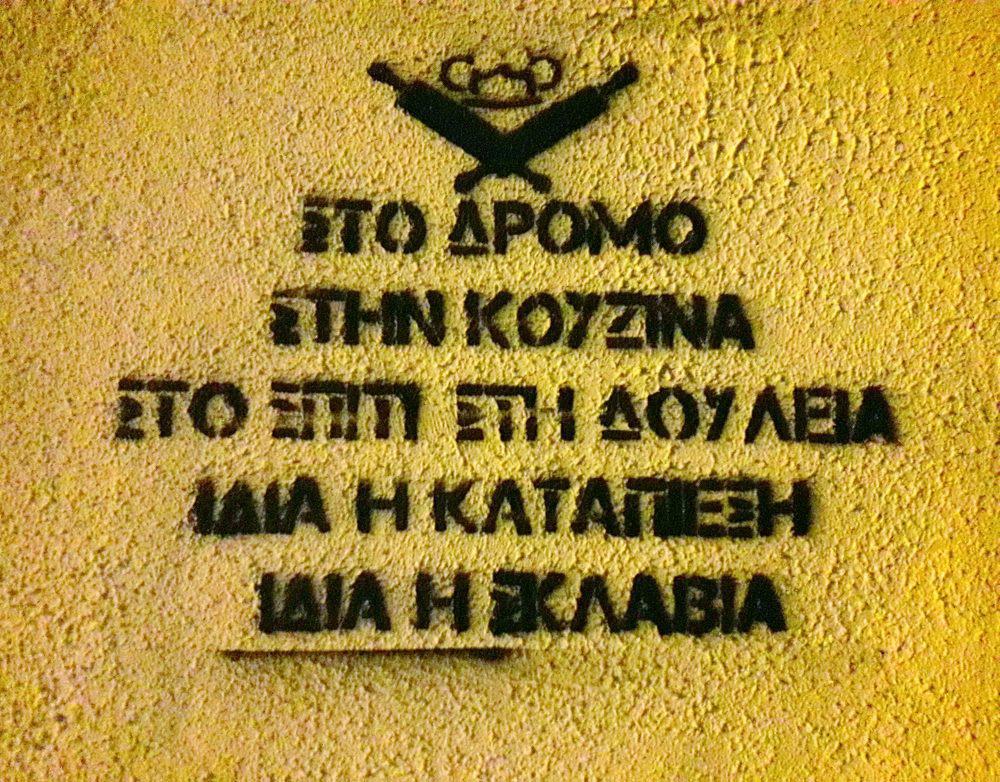 ΣΤΟ ΔΡΟΜΟ
ΣΤΗΝ ΚΟΥΖΙΝΑ
ΣΤΟ ΣΠΙΤΙ ΣΤΗ ΔΟΥΛΕΙΑ
ΙΔΙΑ Η ΚΑΤΑΠΙΕΣΗ
ΙΔΙΑ Η ΣΚΛΑΒΙΑ